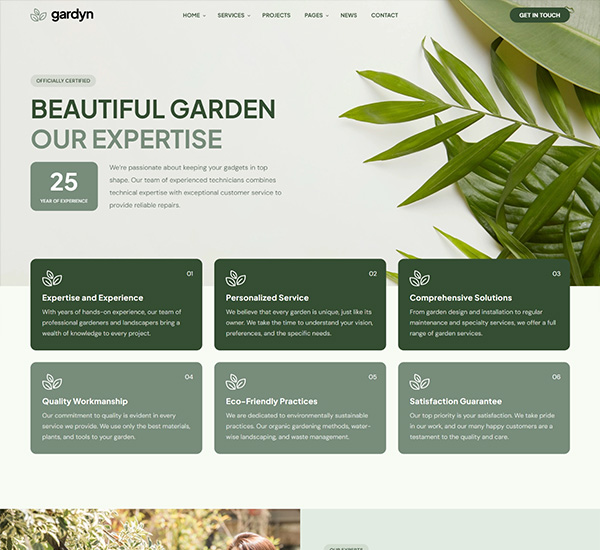 gardyn
HOME
SERVICES
PROJECTS
PAGES
NEWS
CONTACT
GET IN TOUCH
OFFICIALLY CERTIFIED
BEAUTIFUL GARDEN
OUR EXPERTISE
25
YEAR OF EXPERIENCE
We're passionate about keeping your gadgets in top
shape. Our team of experienced technicians combines
technical expertise with exceptional customer service to
provide reliable repairs.
01
Expertise and Experience
With years of hands-on experience, our team of
professional gardeners and landscapers bring a
wealth of knowledge to every project.
02
Personalized Service
We believe that every garden is unique, just like its
owner. We take the time to understand your vision,
preferences, and the specific needs.
03
Comprehensive Solutions
From garden design and installation to regular
maintenance and specialty services, we offer a full
range of garden services.
04
Quality Workmanship
Our commitment to quality is evident in every
service we provide. We use only the best materials,
plants, and tools to your garden.
05
Eco-Friendly Practices
We are dedicated to environmentally sustainable
practices. Our organic gardening methods, water-
wise landscaping, and waste management.
06
Satisfaction Guarantee
Our top priority is your satisfaction. We take pride
in our work, and our many happy customers are a
testament to the quality and care.